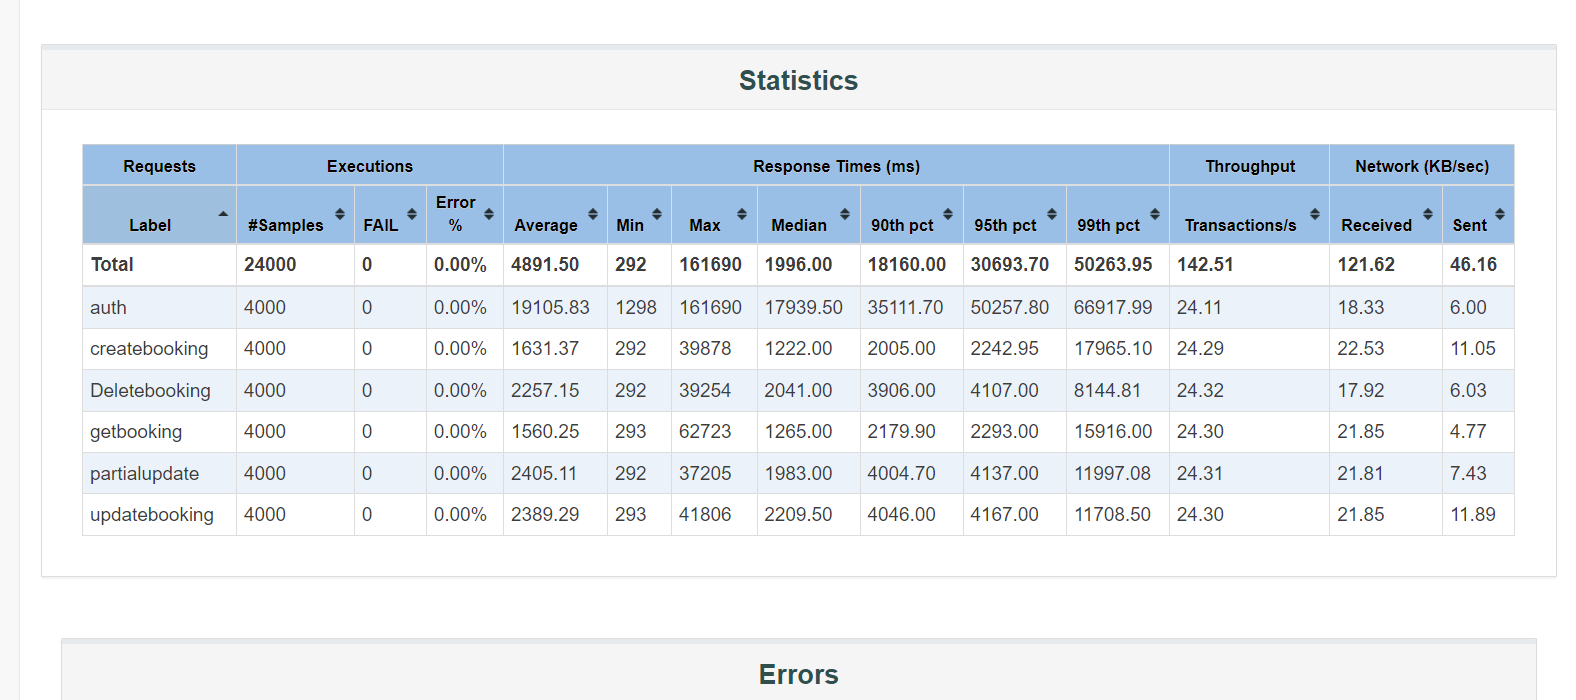 Statistics
Requests Executions Response Times (ms) Throughput Network (KB/sec)
Label #Samples FAIL Error % Average Min Max Median 90th pct 95th pct 99th pct Transactions/s Received Sent
Total 24000 0 0.00% 4891.50 292 161690 1996.00 18160.00 30693.70 50263.95 142.51 121.62 46.16
auth 4000 0 0.00% 19105.83 1298 161690 17939.50 35111.70 50257.80 66917.99 24.11 18.33 6.00
createbooking 4000 0 0.00% 1631.37 292 39878 1222.00 2005.00 2242.95 17965.10 24.29 22.53 11.05
Deletebooking 4000 0 0.00% 2257.15 292 39254 2041.00 3906.00 4107.00 8144.81 24.32 17.92 6.03
getbooking 4000 0 0.00% 1560.25 293 62723 1265.00 2179.90 2293.00 15916.00 24.30 21.85 4.77
partialupdate 4000 0 0.00% 2405.11 292 37205 1983.00 4004.70 4137.00 11997.08 24.31 21.81 7.43
updatebooking 4000 0 0.00% 2389.29 293 41806 2209.50 4046.00 4167.00 11708.50 24.30 21.85 11.89
Errors